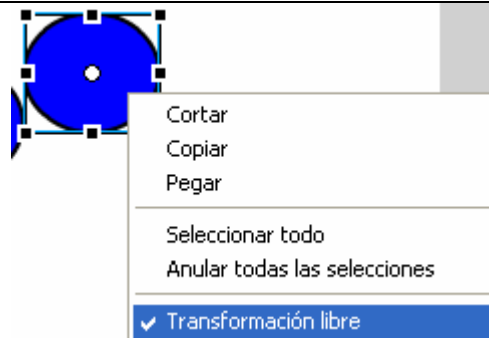 Cortar
Copiar
Pegar
Seleccionar todo
Anular todas las selecciones
Transformación libre